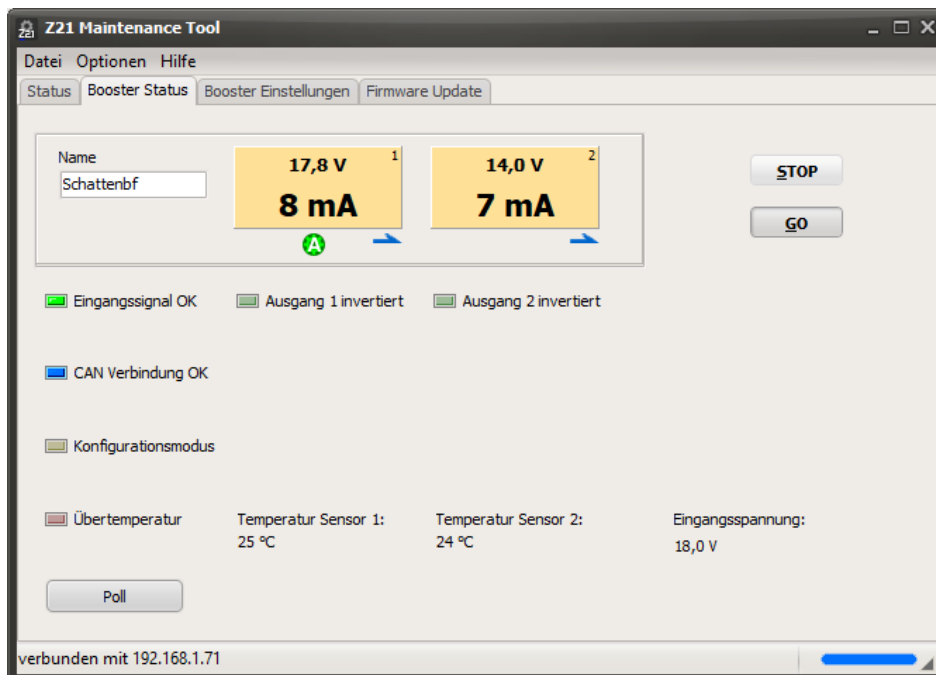 Z21 Maintenance Tool
Datei Optionen Hilfe
Status Booster Status Booster Einstellungen Firmware Update
Name
Schattenbf
17,8 V 1
8 mA
A
14,0 V 2
7 mA
STOP
GO
Eingangssignal OK Ausgang 1 invertiert Ausgang 2 invertiert
CAN Verbindung OK
Konfigurationsmodus
Übertemperatur Temperatur Sensor 1: Temperatur Sensor 2: Eingangsspannung:
25 °C 24 °C 18,0 V
Poll
verbunden mit 192.168.1.71